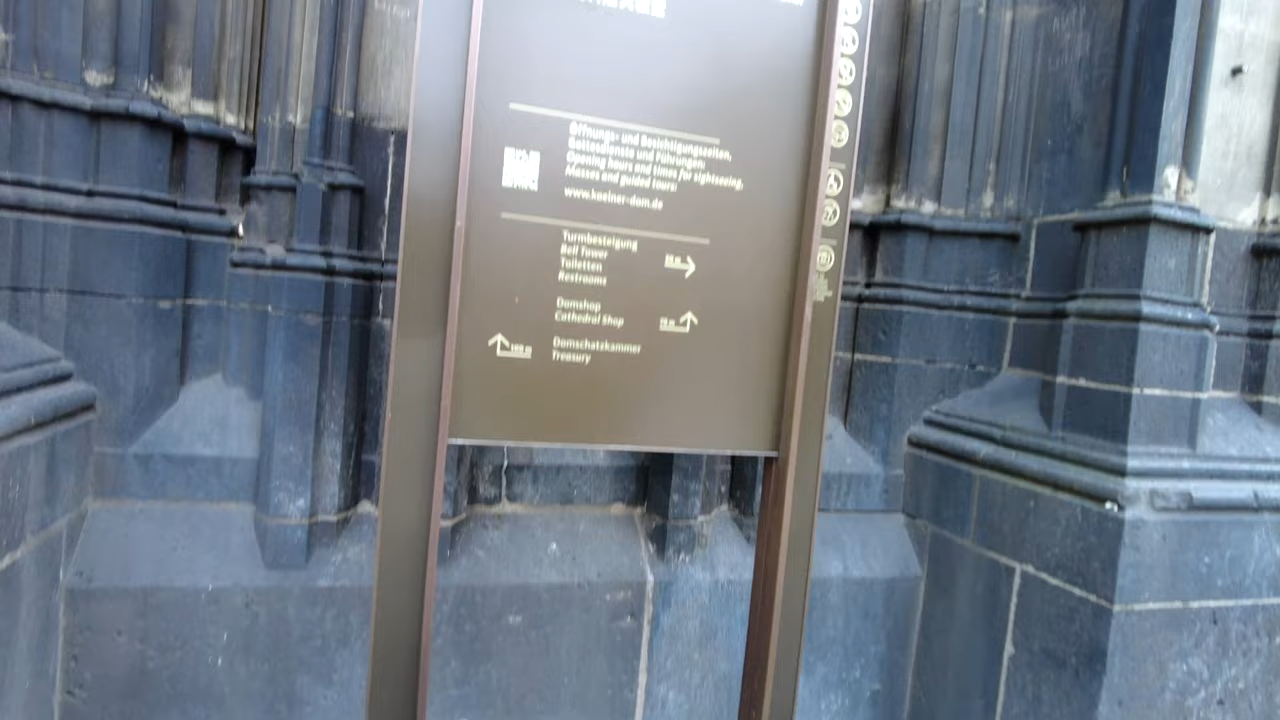 Öffnungs- und Besichtigungszeiten,
Gottesdienste und Führungen:
Opening hours and times for sightseeing,
Masses and guided tours:
www.koelner-dom.de
Turmbesteigung
Bell Tower
Toiletten
Restrooms
Domshop
Cathedral Shop
Domschatzkammer
Treasury